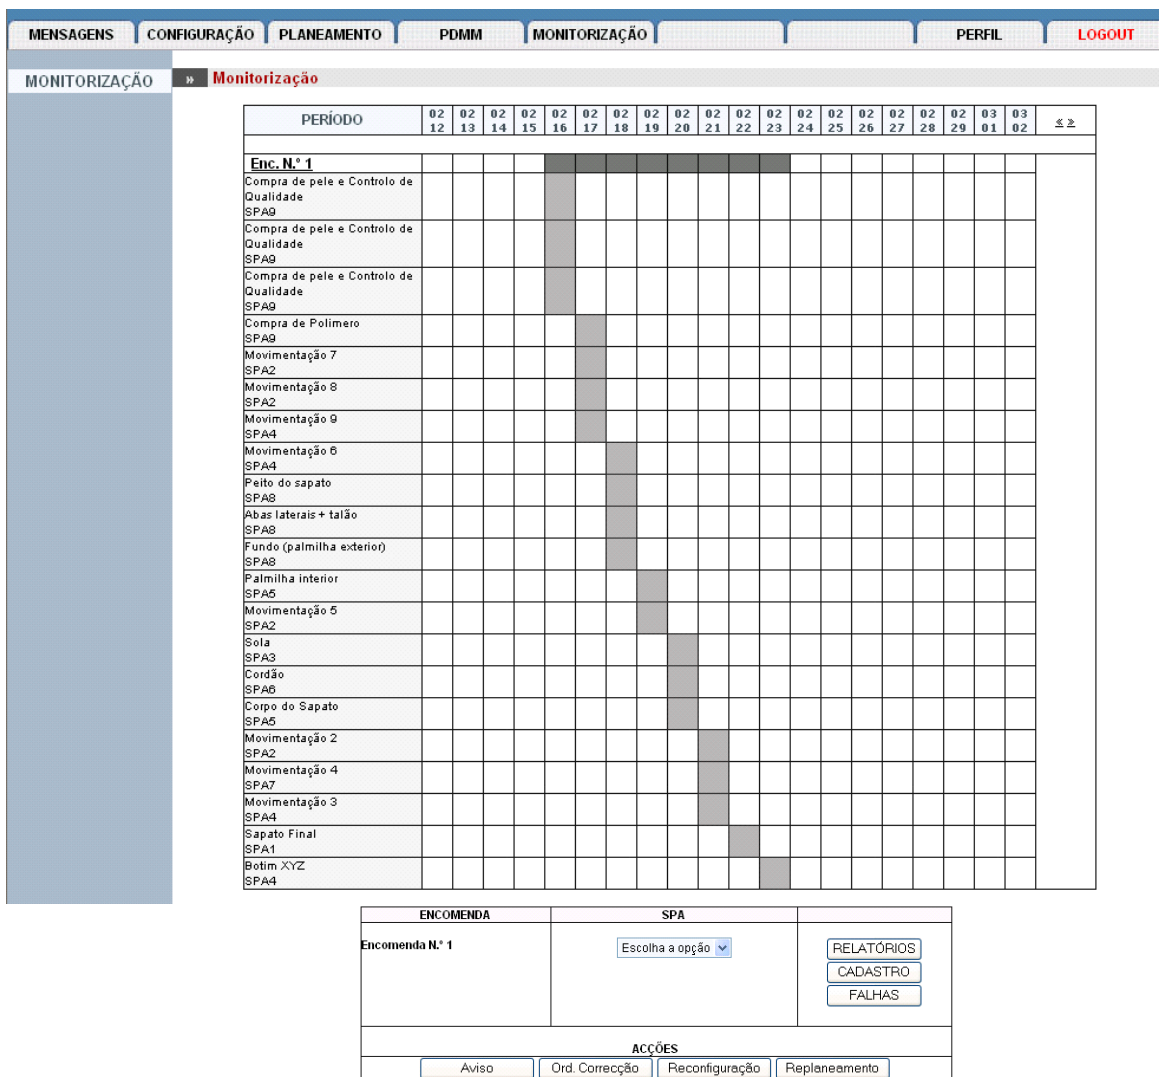 MENSAGENS CONFIGURAÇÃO PLANEAMENTO PDMM MONITORIZAÇÃO PERFIL LOGOUT
MONITORIZAÇÃO » Monitorização
PERÍODO 02 02 02 02 02 02 02 02 02 02 02 02 02 02 02 02 02 02 03 03 « »
12 13 14 15 16 17 18 19 20 21 22 23 24 25 26 27 28 29 01 02
Enc. N.º 1
Compra de pele e Controlo de
Qualidade
SPA9
Compra de pele e Controlo de
Qualidade
SPA9
Compra de pele e Controlo de
Qualidade
SPA9
Compra de Polimero
SPA9
Movimentação 7
SPA2
Movimentação 8
SPA2
Movimentação 9
SPA4
Movimentação 6
SPA4
Peito do sapato
SPA8
Abas laterais + talão
SPA8
Fundo (palmilha exterior)
SPA8
Palmilha interior
SPA5
Movimentação 5
SPA2
Sola
SPA3
Cordão
SPA6
Corpo do Sapato
SPA5
Movimentação 2
SPA2
Movimentação 4
SPA7
Movimentação 3
SPA4
Sapato Final
SPA1
Botim XYZ
SPA4
ENCOMENDA SPA
Encomenda N.º 1 Escolha a opção RELATÓRIOS
CADASTRO
FALHAS
ACÇÕES
Aviso Ord. Correcção Reconfiguração Replaneamento